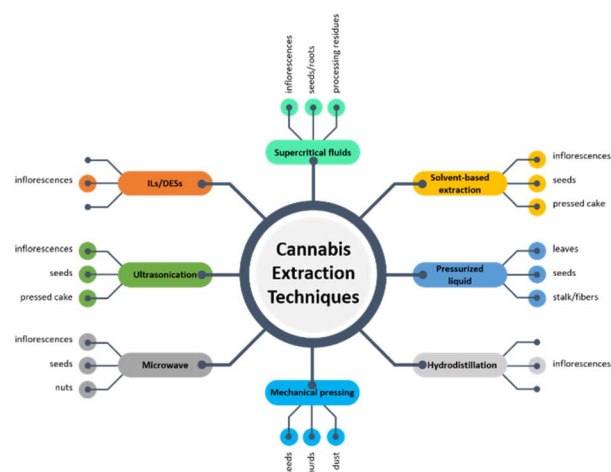 inflorescences
seeds/roots
processing residues
Supercritical fluids
ILs/DESs
inflorescences
Solvent-based
extraction
inflorescences
seeds
pressed cake
Cannabis
Extraction
Techniques
Ultrasonication
inflorescences
seeds
pressed cake
Pressurized
liquid
leaves
seeds
stalk/fibers
Microwave
inflorescences
seeds
nuts
Hydrodistillation
inflorescences
Mechanical pressing
eeds
urds
dust